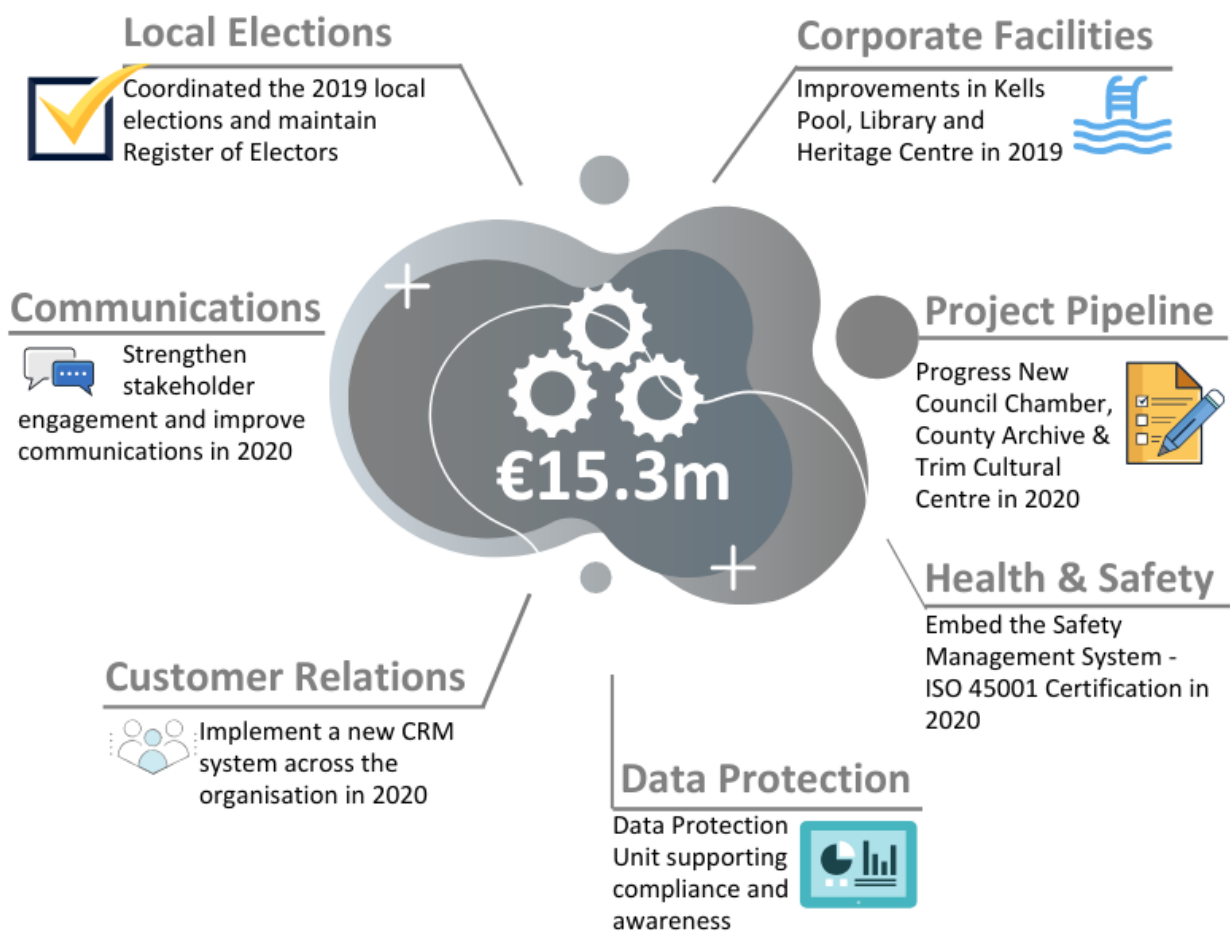 Local Elections
Coordinated the 2019 local
elections and maintain
Register of Electors
Corporate Facilities
Improvements in Kells
Pool, Library and
Heritage Centre in 2019
Communications
Strengthen
stakeholder
engagement and improve
communications in 2020
€15.3m
Project Pipeline
Progress New
Council Chamber,
County Archive &
Trim Cultural
Centre in 2020
Health & Safety
Embed the Safety
Management System -
ISO 45001 Certification in
2020
Customer Relations
Implement a new CRM
system across the
organisation in 2020
Data Protection
Data Protection
Unit supporting
compliance and
awareness